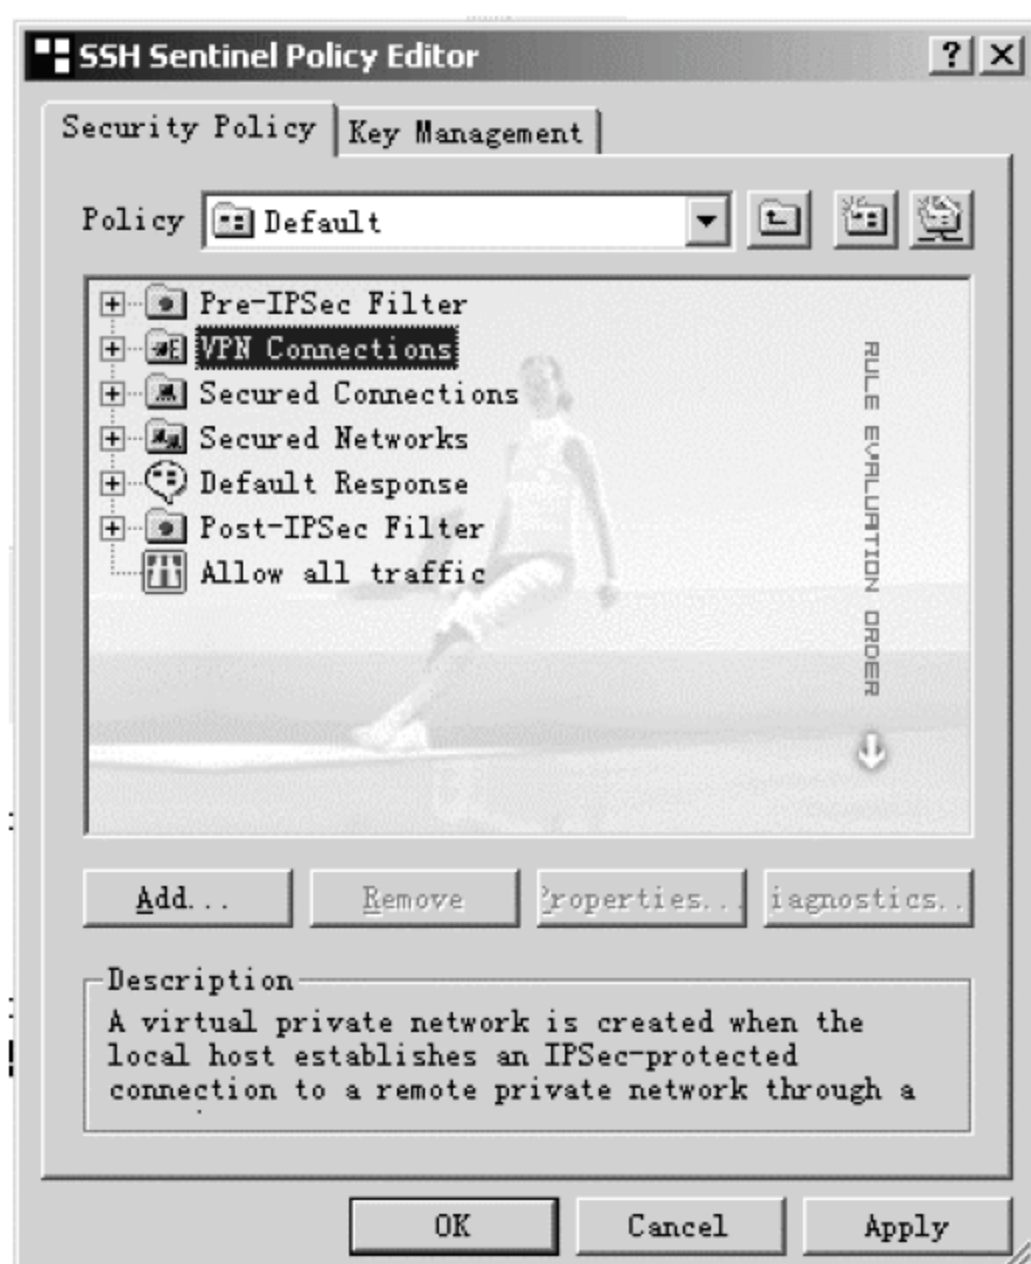 SSH Sentinel Policy Editor
Security Policy
Key Management
Policy
Default
Pre-IPSec Filter
VPN Connections
Secured Connections
Secured Networks
Default Response
Post-IPSec Filter
Allow all traffic
RULE EVALUATION ORDER
Add...
Remove
Properties...
iagnostics..
Description
A virtual private network is created when the
local host establishes an IPSec-protected
connection to a remote private network through a
OK
Cancel
Apply